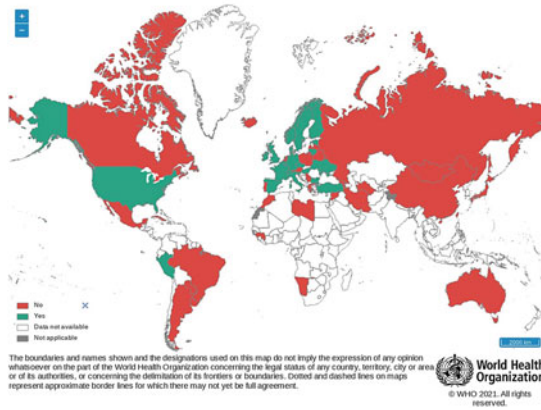 +
−
No
Yes
Data not available
Not applicable
2000 km
The boundaries and names shown and the designations used on this map do not imply the expression of any opinion
whatsoever on the part of the World Health Organization concerning the legal status of any country, territory, city or area
or of its authorities, or concerning the delimitation of its frontiers or boundaries. Dotted and dashed lines on maps
represent approximate border lines for which there may not yet be full agreement.
World Health
Organization
© WHO 2021. All rights
reserved.